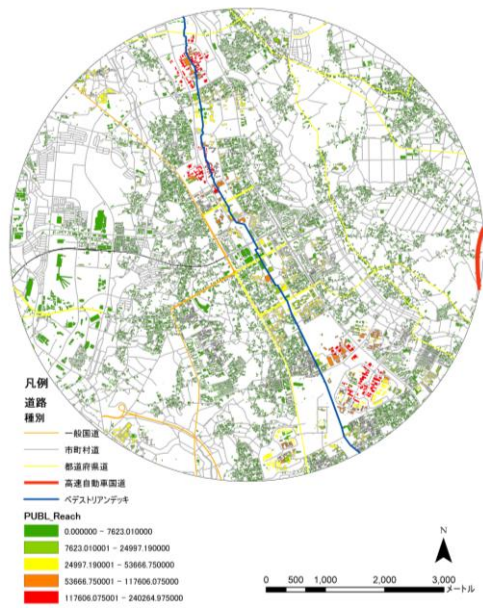 凡例
道路
種別
一般国道
市町村道
都道府県道
高速自動車国道
ペデストリアンデッキ
PUBL_Reach
0.000000 - 7623.010000
7623.010001 - 24997.190000
24997.190001 - 53666.750000
53666.750001 - 117606.075000
117606.075001 - 240264.975000
N
0 500 1,000 2,000 3,000
メートル